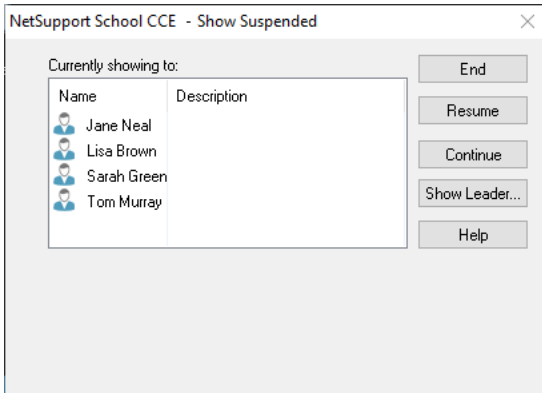 NetSupport School CCE - Show Suspended
Currently showing to:
Name Description
Jane Neal
Lisa Brown
Sarah Green
Tom Murray
End
Resume
Continue
Show Leader...
Help